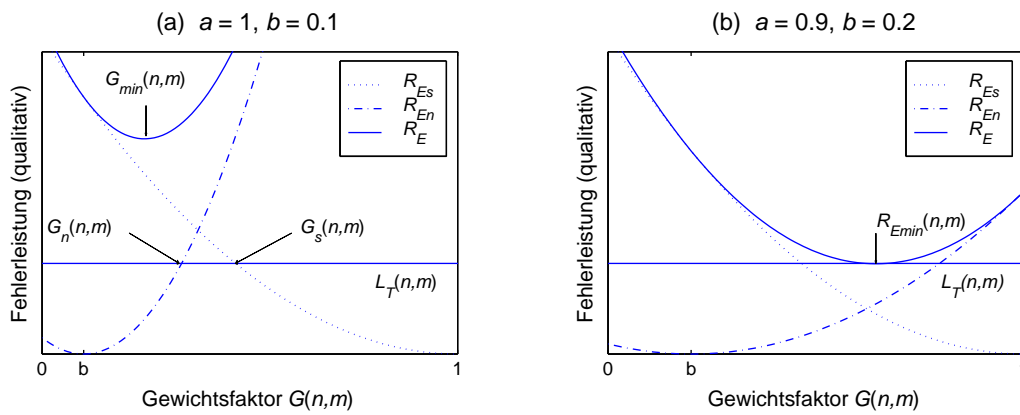 (a) a = 1, b = 0.1
Fehlerleistung (qualitativ)
G_min(n,m)
R_Es
R_En
R_E
G_n(n,m)
G_s(n,m)
L_T(n,m)
0 b 1
Gewichtsfaktor G(n,m)
(b) a = 0.9, b = 0.2
Fehlerleistung (qualitativ)
R_Es
R_En
R_E
R_Emin(n,m)
L_T(n,m)
0 b 1
Gewichtsfaktor G(n,m)